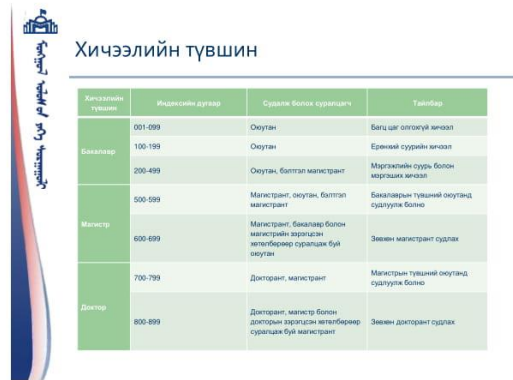 Хичээлийн түвшин
Хичээлийн
түвшин
Индексийн дугаар
Судалж болох суралцагч
Тайлбар
Бакалавр
001-099
Оюутан
Багц цаг олгохгүй хичээл
100-199
Оюутан
Ерөнхий суурийн хичээл
200-499
Оюутан, бэлтгэл магистрант
Мэргэжлийн суурь болон
мэргэших хичээл
Магистр
500-599
Магистрант, оюутан, бэлтгэл
магистрант
Бакалаврын түвшний оюутанд
судлуулж болно
600-699
Магистрант, бакалавр болон
магистрийн зэрэгцсэн
хөтөлбөрөөр суралцаж буй
оюутан
Зөвхөн магистрант судлах
Доктор
700-799
Докторант, магистрант
Магистрын түвшний оюутанд
судлуулж болно
800-899
Докторант, магистр болон
докторын зэрэгцсэн хөтөлбөрөөр
суралцаж буй магистрант
Зөвхөн докторант судлах